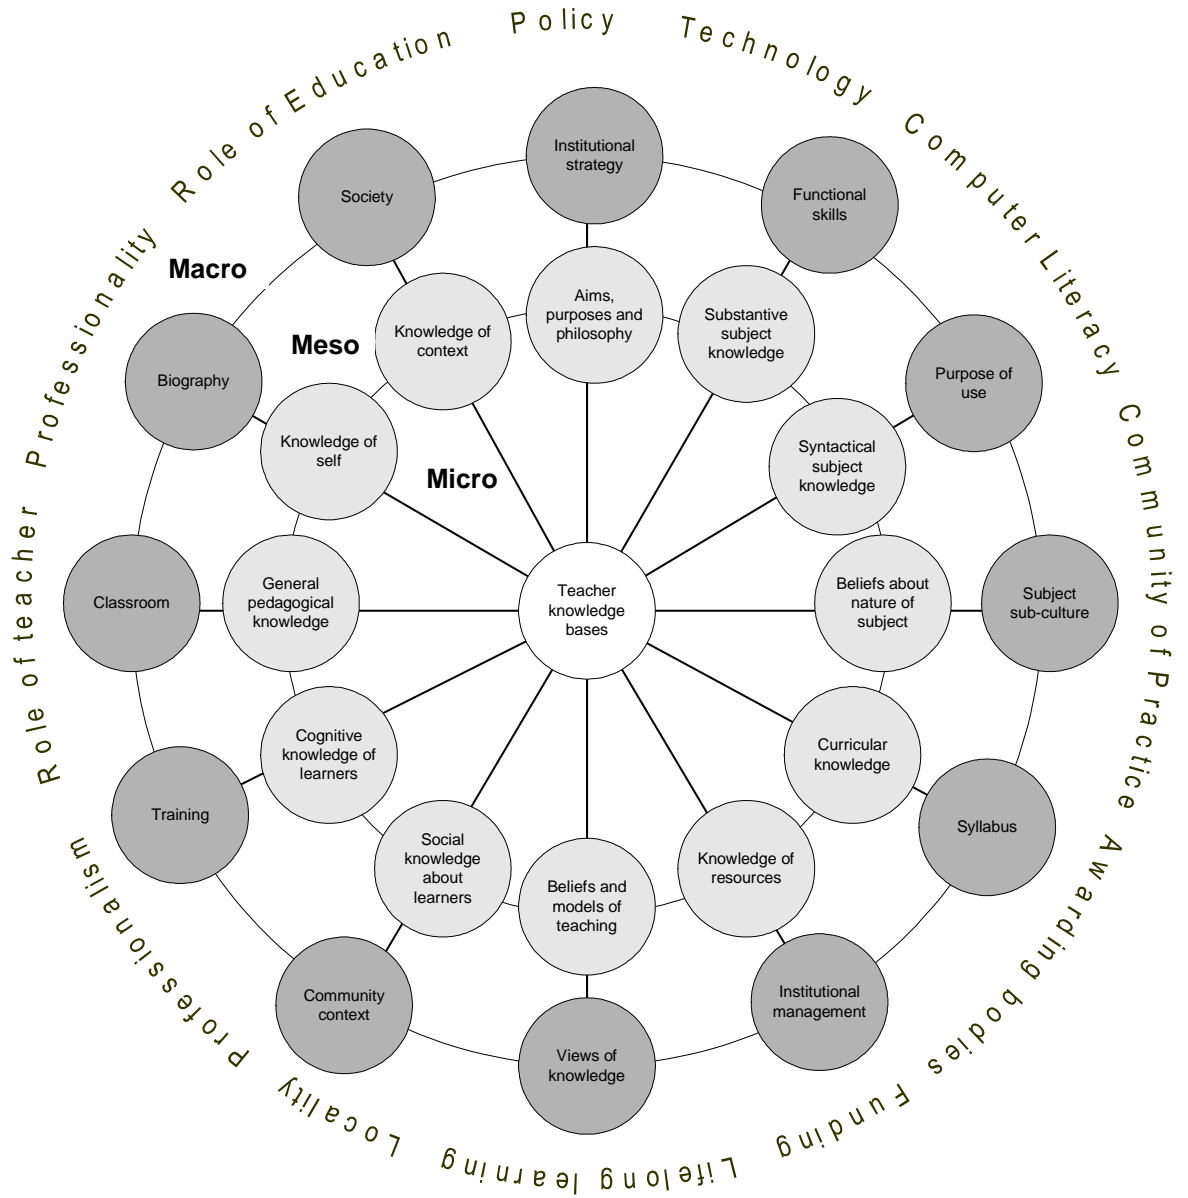 Role of Education
Policy
Technology
Computer Literacy
Community of Practice
Awarding bodies
Funding
Lifelong learning
Locality
Professionalism
Role of teacher
Professionality
Macro
Meso
Micro
Institutional
strategy
Functional
skills
Purpose of
use
Subject
sub-culture
Syllabus
Institutional
management
Views of
knowledge
Community
context
Training
Classroom
Biography
Society
Aims,
purposes and
philosophy
Substantive
subject
knowledge
Syntactical
subject
knowledge
Beliefs about
nature of
subject
Curricular
knowledge
Knowledge of
resources
Beliefs and
models of
teaching
Social
knowledge
about
learners
Cognitive
knowledge of
learners
General
pedagogical
knowledge
Knowledge of
self
Knowledge of
context
Teacher
knowledge
bases